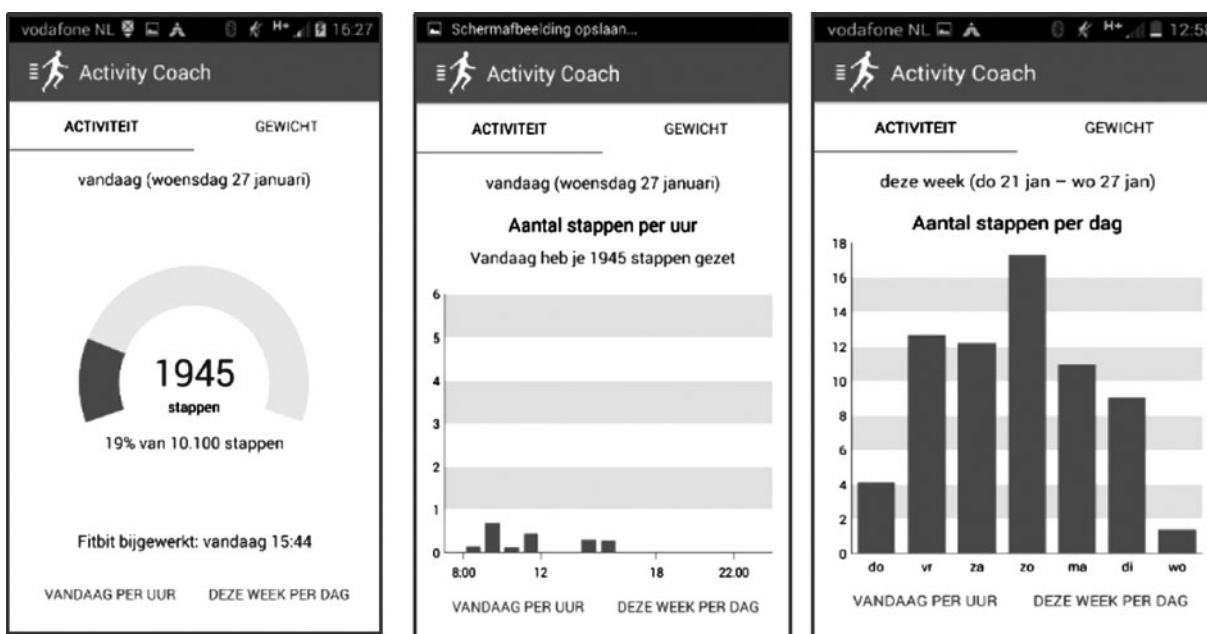 vodafone NL H+ 15:27
Activity Coach
ACTIVITEIT GEWICHT
vandaag (woensdag 27 januari)
1945
stappen
19% van 10.100 stappen
Fitbit bijgewerkt: vandaag 15:44
VANDAAG PER UUR DEZE WEEK PER DAG
Schermafbeelding opslaan...
Activity Coach
ACTIVITEIT GEWICHT
vandaag (woensdag 27 januari)
Aantal stappen per uur
Vandaag heb je 1945 stappen gezet
6
5
4
3
2
1
0
8:00 12 18 22:00
VANDAAG PER UUR DEZE WEEK PER DAG
vodafone NL H+ 12:58
Activity Coach
ACTIVITEIT GEWICHT
deze week (do 21 jan – wo 27 jan)
Aantal stappen per dag
18
16
14
12
10
8
6
4
2
0
do vr za zo ma di wo
VANDAAG PER UUR DEZE WEEK PER DAG